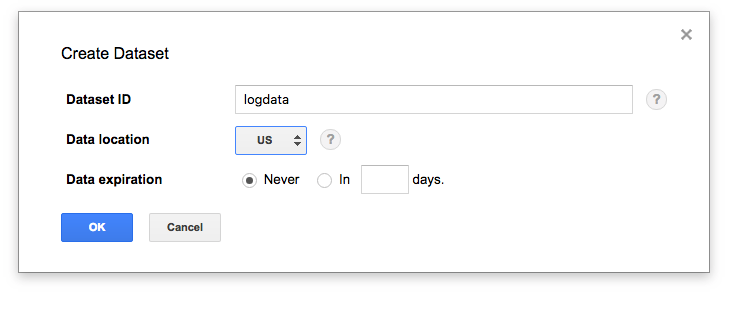 Create Dataset
Dataset ID logdata ?
Data location US ?
Data expiration Never In days.
OK Cancel